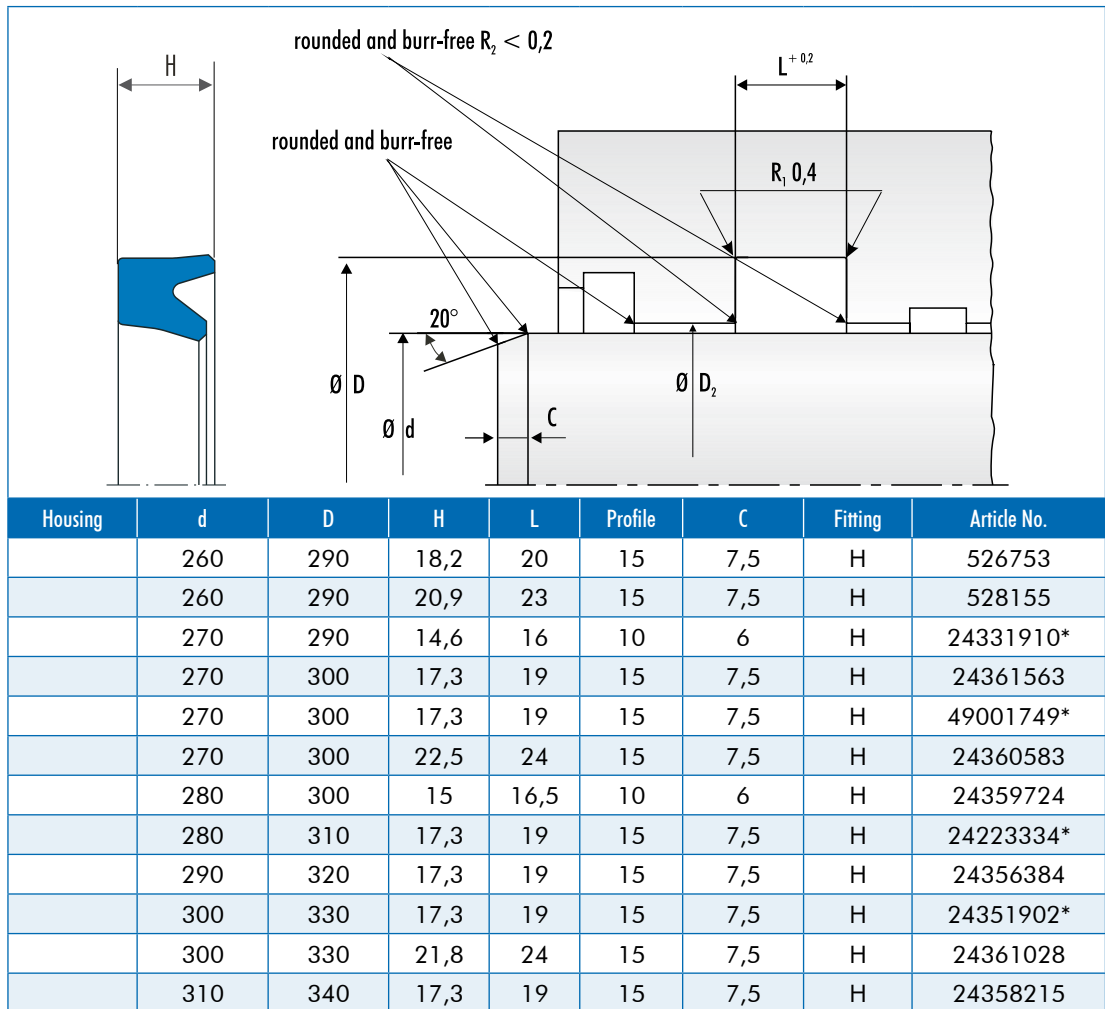 rounded and burr-free R₂ < 0,2
H
L⁺ ⁰,²
rounded and burr-free
R₁ 0,4
20°
Ø D
Ø D₂
Ø d
C
Housing d D H L Profile C Fitting Article No.
260 290 18,2 20 15 7,5 H 526753
260 290 20,9 23 15 7,5 H 528155
270 290 14,6 16 10 6 H 24331910*
270 300 17,3 19 15 7,5 H 24361563
270 300 17,3 19 15 7,5 H 49001749*
270 300 22,5 24 15 7,5 H 24360583
280 300 15 16,5 10 6 H 24359724
280 310 17,3 19 15 7,5 H 24223334*
290 320 17,3 19 15 7,5 H 24356384
300 330 17,3 19 15 7,5 H 24351902*
300 330 21,8 24 15 7,5 H 24361028
310 340 17,3 19 15 7,5 H 24358215